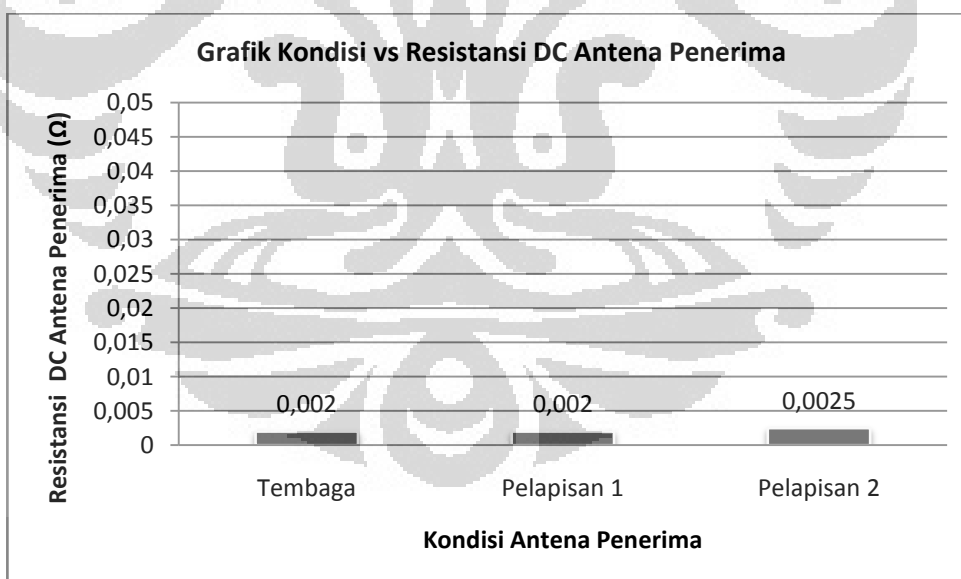 Grafik Kondisi vs Resistansi DC Antena Penerima
Resistansi DC Antena Penerima (Ω)
0,05
0,045
0,04
0,035
0,03
0,025
0,02
0,015
0,01
0,005
0
0,002
0,002
0,0025
Tembaga
Pelapisan 1
Pelapisan 2
Kondisi Antena Penerima